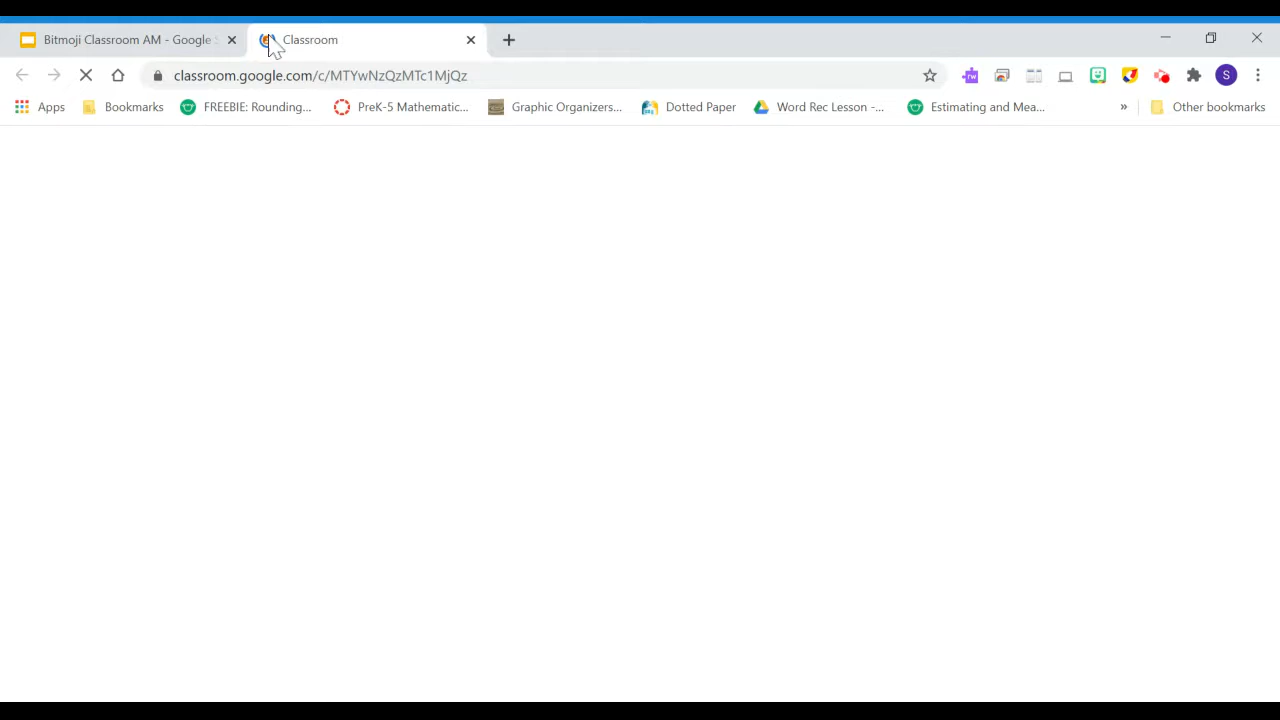 Bitmoji Classroom AM - Google S
Classroom
classroom.google.com/c/MTYwNzQzMTc1MjQz
rw
S
Apps
Bookmarks
FREEBIE: Rounding...
PreK-5 Mathematic...
Graphic Organizers...
Dotted Paper
Word Rec Lesson -...
Estimating and Mea...
»
Other bookmarks